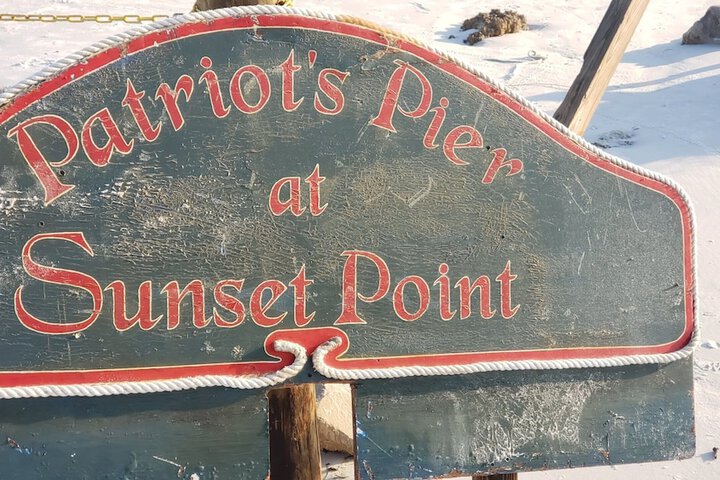 Patriot's Pier
at
Sunset Point